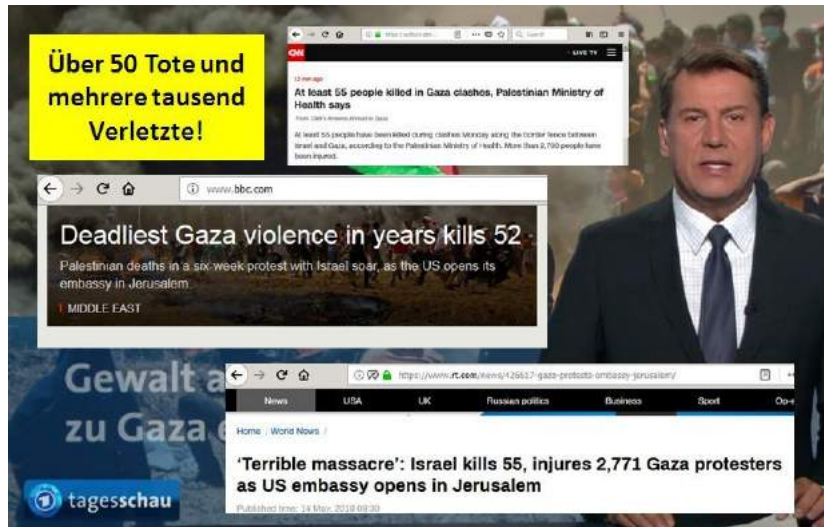 Über 50 Tote und
mehrere tausend
Verletzte!
CNN
LIVE TV
At least 55 people killed in Gaza clashes, Palestinian Ministry of
Health says
At least 55 people have been killed during clashes Monday along the border fence between
Israel and Gaza, according to the Palestinian Ministry of Health. More than 2,700 people have
been injured.
www.bbc.com
Deadliest Gaza violence in years kills 52
Palestinian deaths in a six-week protest with Israel soar, as the US opens its
embassy in Jerusalem
MIDDLE EAST
Gewalt a
zu Gaza
https://www.rt.com/news/426617-gaza-protests-embassy-jerusalem/
News USA UK Russian politics Business Sport Op-e
Home / World News /
‘Terrible massacre’: Israel kills 55, injures 2,771 Gaza protesters
as US embassy opens in Jerusalem
Published time: 14 May, 2018
tagesschau